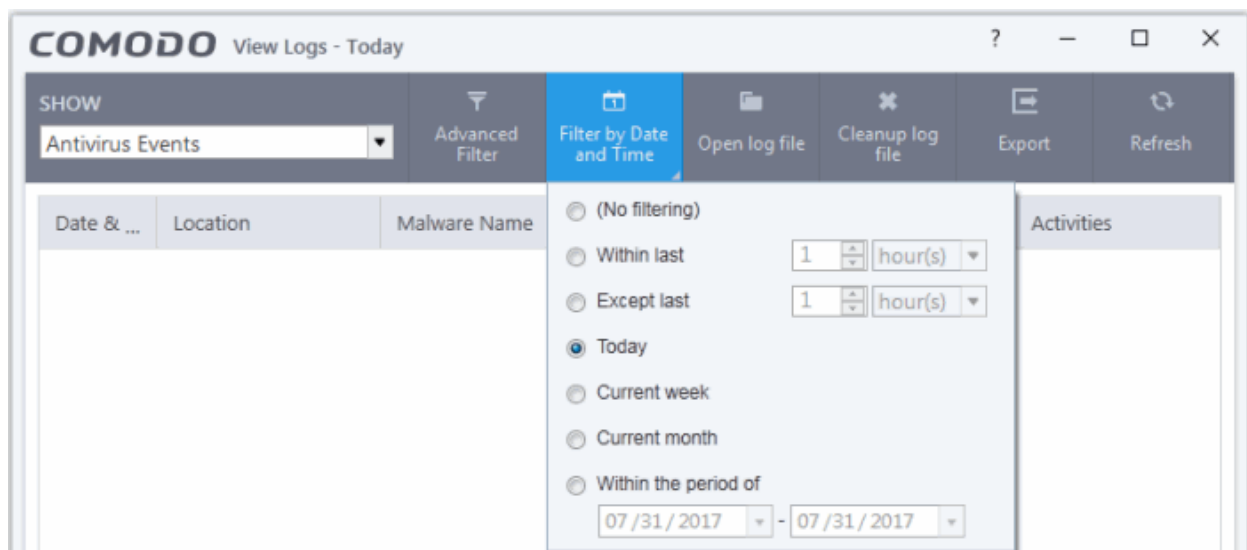 COMODO View Logs - Today ?
SHOW
Antivirus Events
Advanced
Filter
Filter by Date
and Time
Open log file
Cleanup log
file
Export
Refresh
Date & ... Location Malware Name Activities
(No filtering)
Within last 1 hour(s)
Except last 1 hour(s)
Today
Current week
Current month
Within the period of
07/31/2017 - 07/31/2017